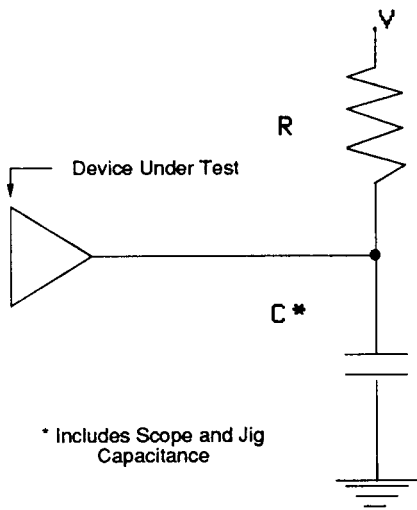 V
R
Device Under Test
C*
* Includes Scope and Jig
Capacitance